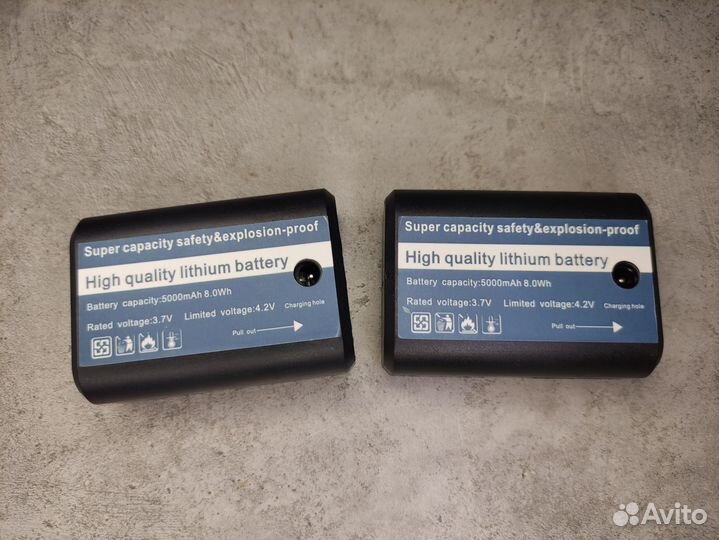 Super capacity safety&explosion-proof
High quality lithium battery
Battery capacity:5000mAh 8.0Wh
Rated voltage:3.7V Limited voltage:4.2V Charging hole
Pull out
Super capacity safety&explosion-proof
High quality lithium battery
Battery capacity:5000mAh 8.0Wh
Rated voltage:3.7V Limited voltage:4.2V Charging hole
Pull out
Avito